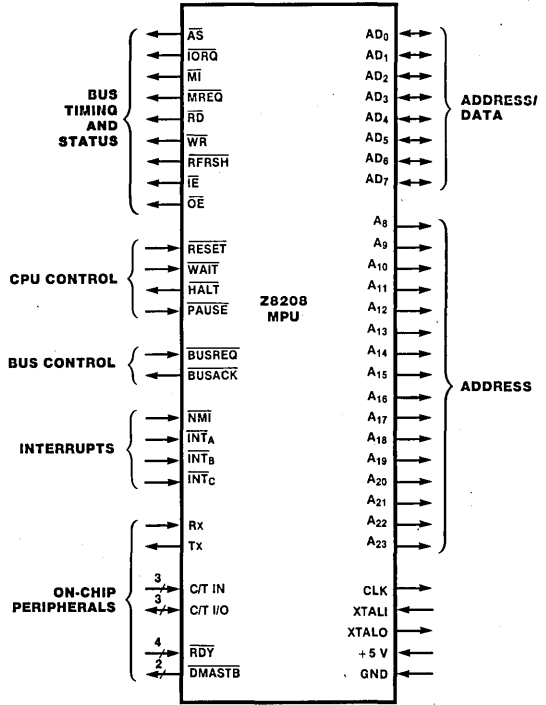 BUS
TIMING
AND
STATUS
AS
IORQ
MI
MREQ
RD
WR
RFRSH
IE
OE
CPU CONTROL
RESET
WAIT
HALT
PAUSE
BUS CONTROL
BUSREQ
BUSACK
INTERRUPTS
NMI
INTA
INTB
INTC
ON-CHIP
PERIPHERALS
Rx
Tx
3 C/T IN
3 C/T I/O
4 RDY
2 DMASTB
Z8208
MPU
AD0
AD1
AD2
AD3
AD4
AD5
AD6
AD7
ADDRESS/
DATA
A8
A9
A10
A11
A12
A13
A14
A15
A16
A17
A18
A19
A20
A21
A22
A23
ADDRESS
CLK
XTALI
XTALO
+5 V
GND